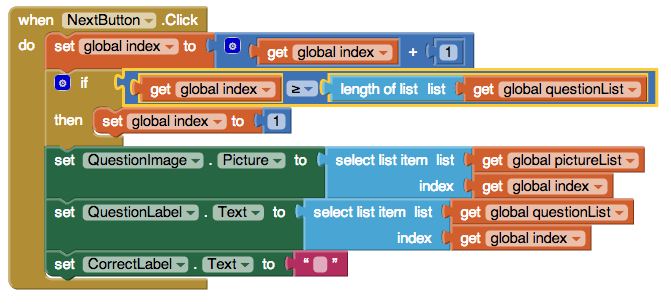 when NextButton .Click
do set global index to get global index + 1
if get global index ≥ length of list list get global questionList
then set global index to 1
set QuestionImage . Picture to select list item list get global pictureList
index get global index
set QuestionLabel . Text to select list item list get global questionList
index get global index
set CorrectLabel . Text to “ ”